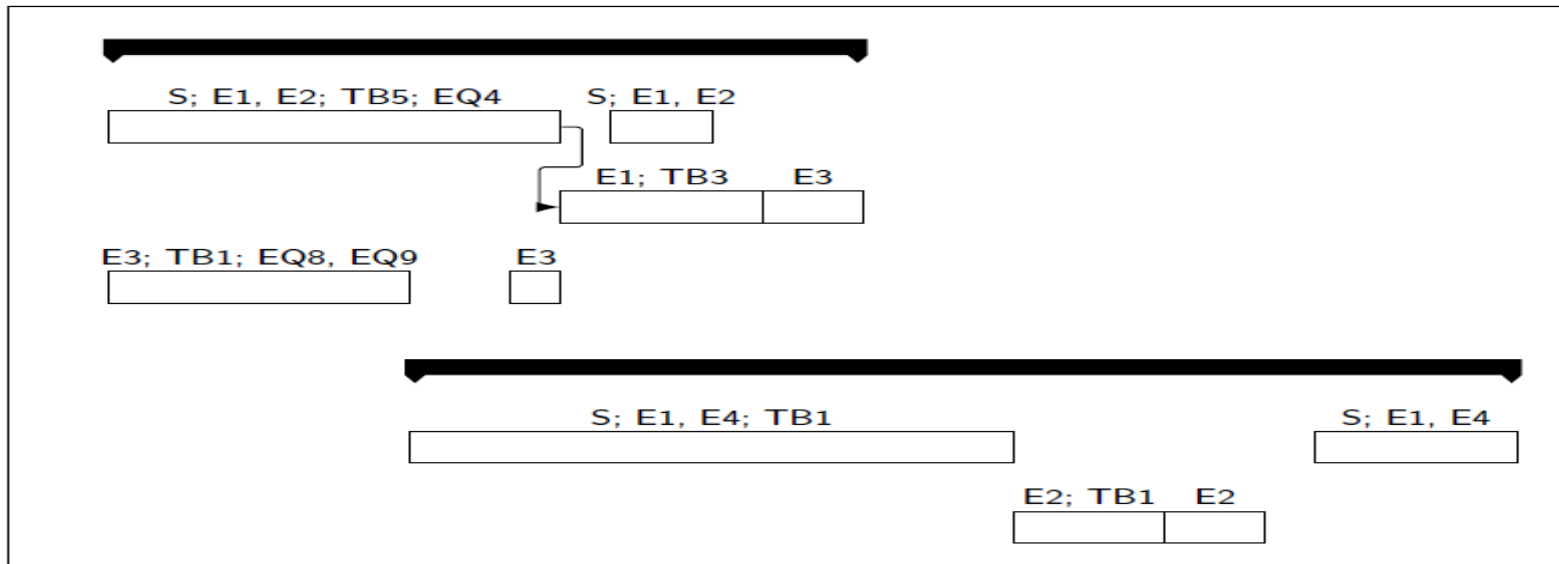 S; E1, E2; TB5; EQ4 S; E1, E2
E1; TB3 E3
E3; TB1; EQ8, EQ9 E3
S; E1, E4; TB1 S; E1, E4
E2; TB1 E2